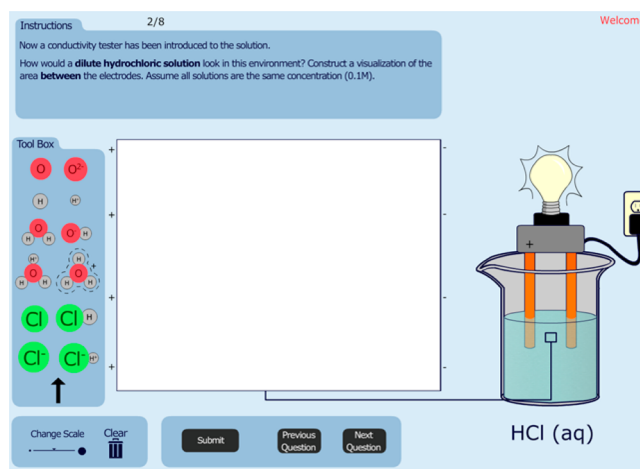 Instructions
2/8
Welcom
Now a conductivity tester has been introduced to the solution.
How would a dilute hydrochloric solution look in this environment? Construct a visualization of the
area between the electrodes. Assume all solutions are the same concentration (0.1M).
Tool Box
O O²⁻
H H⁺
O H H O⁻ H
H⁺ O H H H O H H +
Cl Cl H
Cl⁻ Cl⁻ H⁺
+ -
+ -
+ -
+ -
+
Change Scale
Clear
Submit
Previous
Question
Next
Question
HCl (aq)